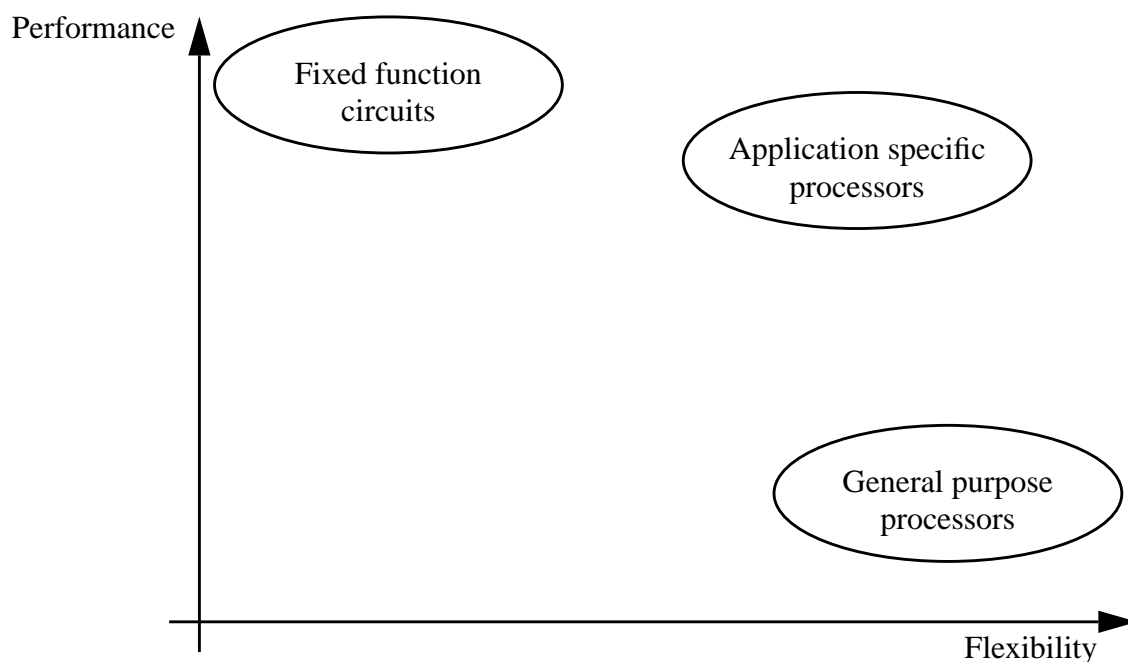 Performance
Fixed function
circuits
Application specific
processors
General purpose
processors
Flexibility